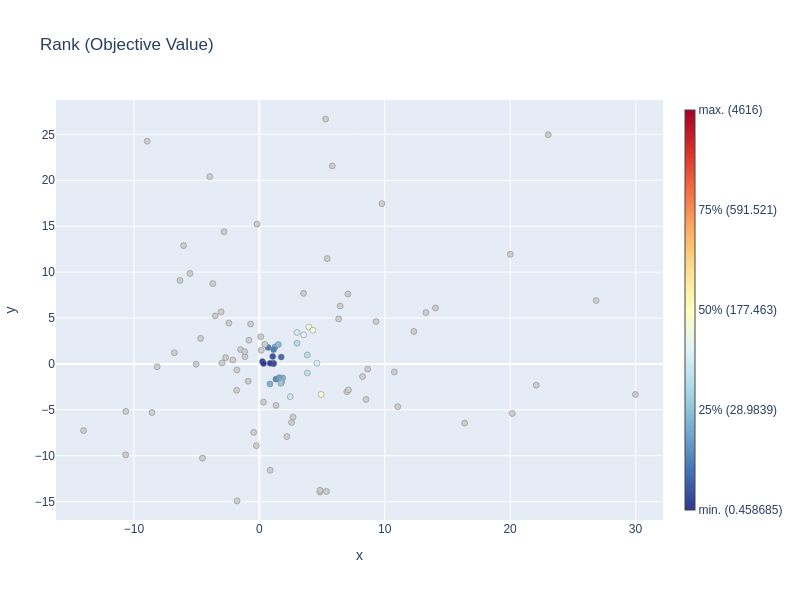 Rank (Objective Value)
max. (4616)
75% (591.521)
50% (177.463)
25% (28.9839)
min. (0.458685)
25
20
15
10
5
0
−5
−10
−15
y
−10 0 10 20 30
x